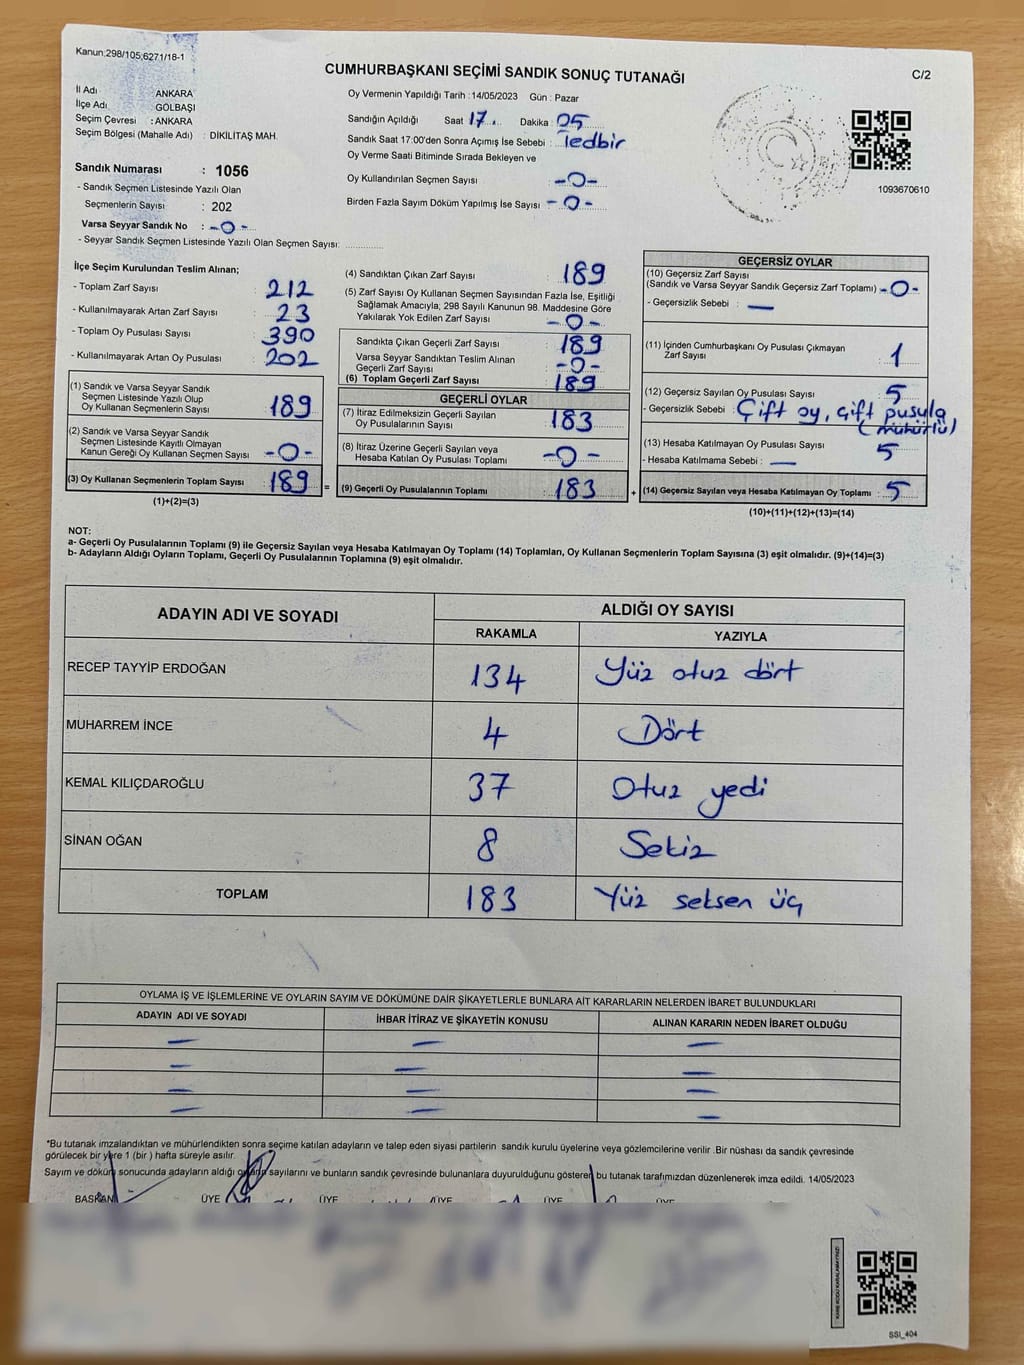 Kanun:298/105,6271/18-1
C/2
CUMHURBAŞKANI SEÇİMİ SANDIK SONUÇ TUTANAĞI
İl Adı ANKARA
İlçe Adı GÖLBAŞI
Seçim Çevresi : ANKARA
Seçim Bölgesi (Mahalle Adı) : DİKİLİTAŞ MAH.
Sandık Numarası : 1056
- Sandık Seçmen Listesinde Yazılı Olan
Seçmenlerin Sayısı : 202
Varsa Seyyar Sandık No : -0-
- Seyyar Sandık Seçmen Listesinde Yazılı Olan Seçmen Sayısı: ............
Oy Vermenin Yapıldığı Tarih :14/05/2023 Gün : Pazar
Sandığın Açıldığı Saat 17. Dakika : 05
Sandık Saat 17:00'den Sonra Açımış İse Sebebi : Tedbir
Oy Verme Saati Bitiminde Sırada Bekleyen ve
Oy Kullandırılan Seçmen Sayısı -0-
Birden Fazla Sayım Döküm Yapılmış İse Sayısı -0-
1093670610
İlçe Seçim Kurulundan Teslim Alınan;
- Toplam Zarf Sayısı : 212
- Kullanılmayarak Artan Zarf Sayısı : 23
- Toplam Oy Pusulası Sayısı : 390
- Kullanılmayarak Artan Oy Pusulası : 202
(1) Sandık ve Varsa Seyyar Sandık
Seçmen Listesinde Yazılı Olup
Oy Kullanan Seçmenlerin Sayısı : 189
(2) Sandık ve Varsa Seyyar Sandık
Seçmen Listesinde Kayıtlı Olmayan
Kanun Gereği Oy Kullanan Seçmen Sayısı -0-
(3) Oy Kullanan Seçmenlerin Toplam Sayısı : 189 =
(1)+(2)=(3)
(4) Sandıktan Çıkan Zarf Sayısı : 189
(5) Zarf Sayısı Oy Kullanan Seçmen Sayısından Fazla İse, Eşitliği
Sağlamak Amacıyla, 298 Sayılı Kanunun 98. Maddesine Göre
Yakılarak Yok Edilen Zarf Sayısı -0-
Sandıkta Çıkan Geçerli Zarf Sayısı : 189
Varsa Seyyar Sandıktan Teslim Alınan
Geçerli Zarf Sayısı -0-
(6) Toplam Geçerli Zarf Sayısı : 189
GEÇERLİ OYLAR
(7) İtiraz Edilmeksizin Geçerli Sayılan
Oy Pusulalarının Sayısı : 183
(8) İtiraz Üzerine Geçerli Sayılan veya
Hesaba Katılan Oy Pusulası Toplamı -0-
(9) Geçerli Oy Pusulalarının Toplamı : 183 +
GEÇERSİZ OYLAR
(10) Geçersiz Zarf Sayısı
(Sandık ve Varsa Seyyar Sandık Geçersiz Zarf Toplamı) -0-
- Geçersizlik Sebebi : —
(11) İçinden Cumhurbaşkanı Oy Pusulası Çıkmayan
Zarf Sayısı : 1
(12) Geçersiz Sayılan Oy Pusulası Sayısı : 5
- Geçersizlik Sebebi : Çift oy, çift pusula
(mühürlü)
(13) Hesaba Katılmayan Oy Pusulası Sayısı 5
- Hesaba Katılmama Sebebi : —
(14) Geçersiz Sayılan veya Hesaba Katılmayan Oy Toplamı : 5
(10)+(11)+(12)+(13)=(14)
NOT:
a- Geçerli Oy Pusulalarının Toplamı (9) ile Geçersiz Sayılan veya Hesaba Katılmayan Oy Toplamı (14) Toplamları, Oy Kullanan Seçmenlerin Toplam Sayısına (3) eşit olmalıdır. (9)+(14)=(3)
b- Adayların Aldığı Oyların Toplamı, Geçerli Oy Pusulalarının Toplamına (9) eşit olmalıdır.
ADAYIN ADI VE SOYADI ALDIĞI OY SAYISI
RAKAMLA YAZIYLA
RECEP TAYYİP ERDOĞAN 134 Yüz otuz dört
MUHARREM İNCE 4 Dört
KEMAL KILIÇDAROĞLU 37 Otuz yedi
SİNAN OĞAN 8 Sekiz
TOPLAM 183 Yüz seksen üç
OYLAMA İŞ VE İŞLEMLERİNE VE OYLARIN SAYIM VE DÖKÜMÜNE DAİR ŞİKAYETLERLE BUNLARA AİT KARARLARIN NELERDEN İBARET BULUNDUKLARI
ADAYIN ADI VE SOYADI İHBAR İTİRAZ VE ŞİKAYETİN KONUSU ALINAN KARARIN NEDEN İBARET OLDUĞU
— — —
— — —
— — —
— — —
*Bu tutanak imzalandıktan ve mühürlendikten sonra seçime katılan adayların ve talep eden siyasi partilerin sandık kurulu üyelerine veya gözlemcilerine verilir .Bir nüshası da sandık çevresinde
görülecek bir yere 1 (bir ) hafta süreyle asılır.
Sayım ve döküm sonucunda adayların aldığı oyların sayılarını ve bunların sandık çevresinde bulunanlara duyurulduğunu gösteren bu tutanak tarafımızdan düzenlenerek imza edildi. 14/05/2023
BAŞKAN ÜYE ÜYE ÜYE ÜYE ÜYE
SSİ_404